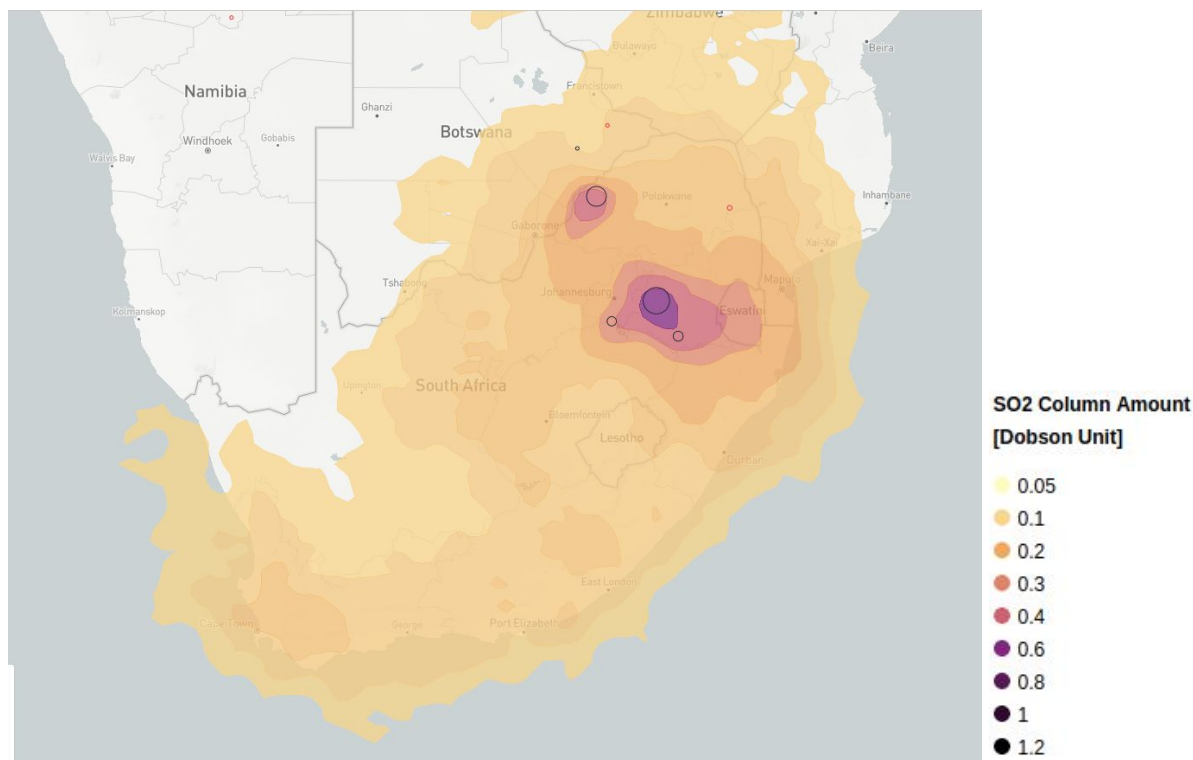 Zimbabwe
Beira
Bulawayo
Francistown
Namibia
Ghanzi
Botswana
Windhoek
Gobabis
Walvis Bay
Inhambane
Polokwane
Gaborone
Xai-Xai
Tshabong
Johannesburg
Maputo
Kolmanskop
Eswatini
Upington
South Africa
Bloemfontein
Lesotho
Durban
East London
Cape Town
George
Port Elizabeth
SO2 Column Amount
[Dobson Unit]
0.05
0.1
0.2
0.3
0.4
0.6
0.8
1
1.2